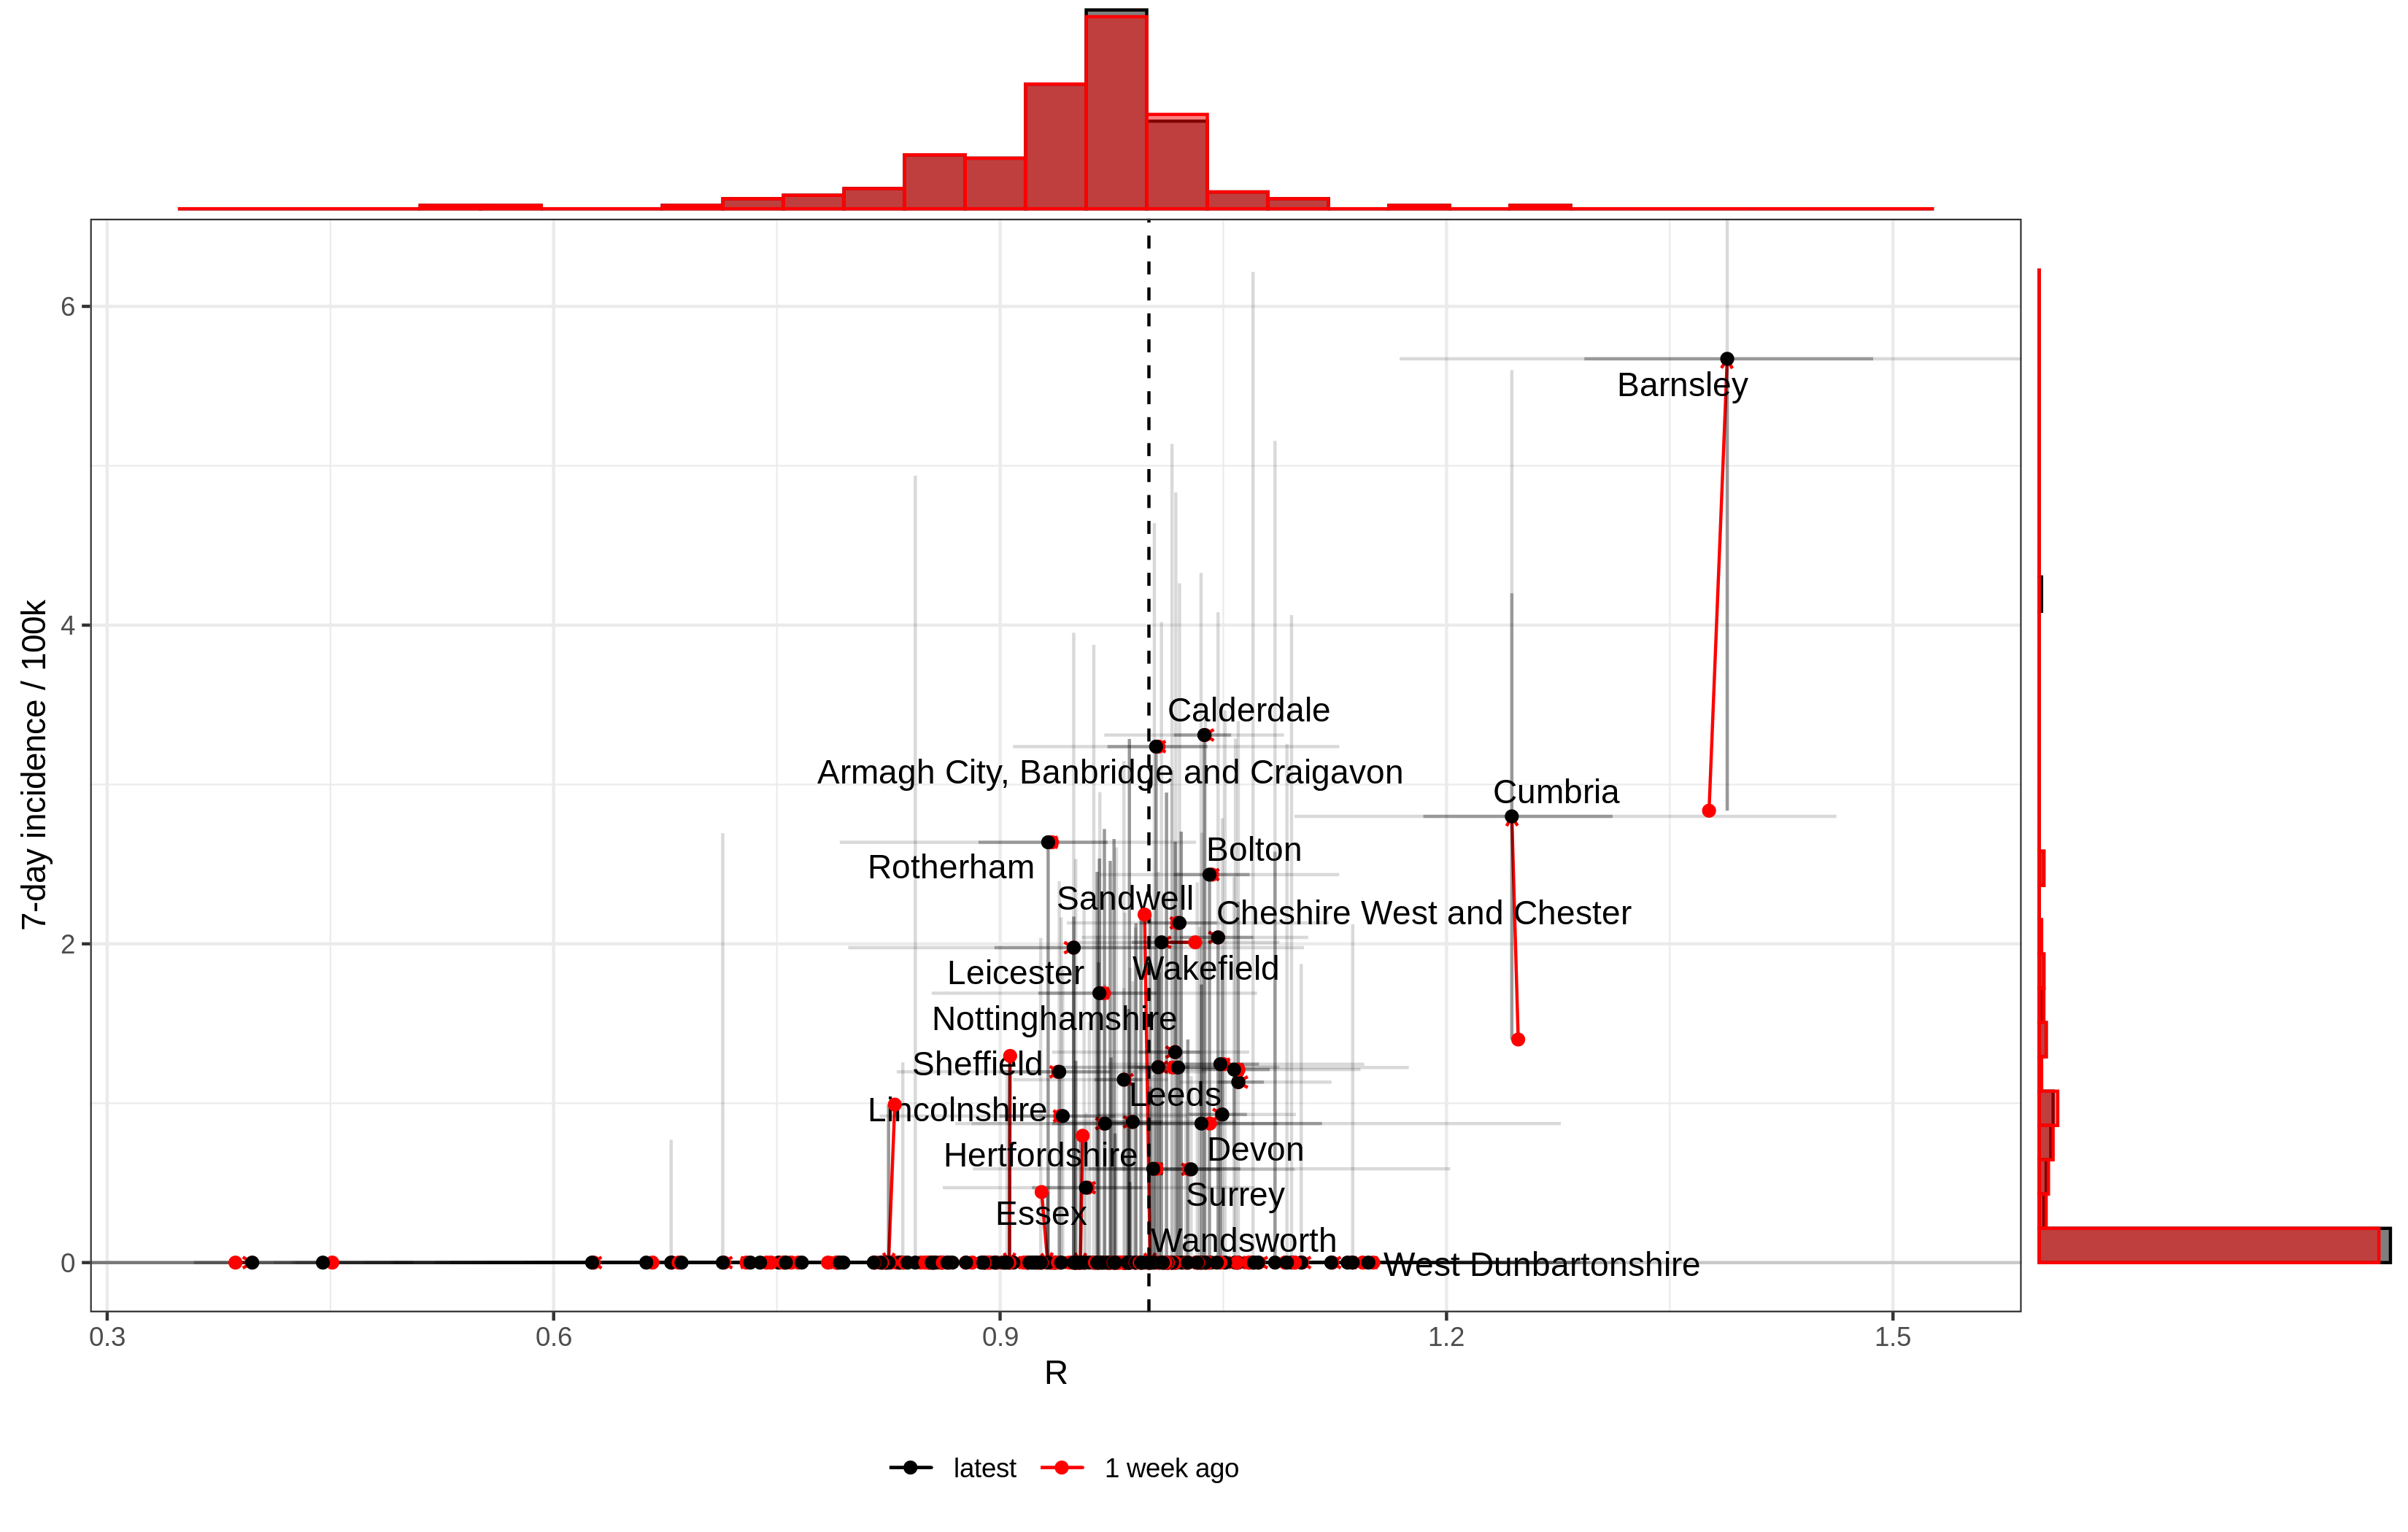 6
4
2
0
7-day incidence / 100k
Barnsley
Calderdale
Armagh City, Banbridge and Craigavon
Cumbria
Rotherham
Bolton
Sandwell
Cheshire West and Chester
Leicester
Wakefield
Nottinghamshire
Sheffield
Leeds
Lincolnshire
Hertfordshire
Devon
Surrey
Essex
Wandsworth
West Dunbartonshire
0.3
0.6
0.9
1.2
1.5
R
latest
1 week ago